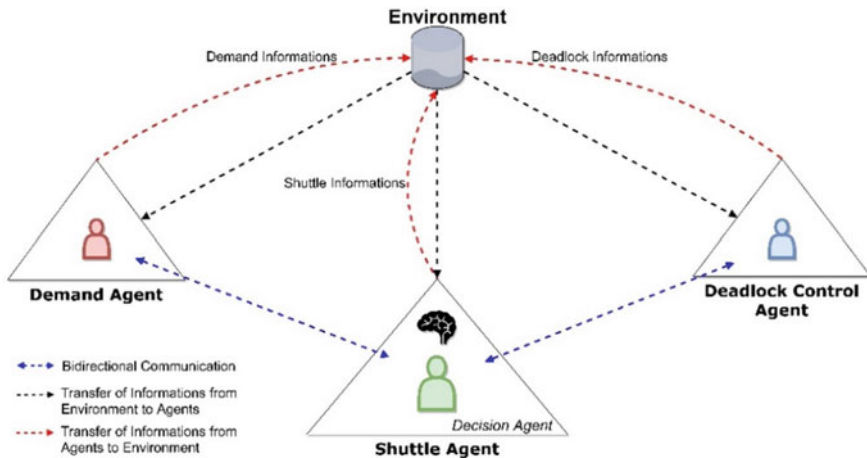 Environment
Demand Informations
Deadlock Informations
Shuttle Informations
Demand Agent
Deadlock Control
Agent
Bidirectional Communication
Transfer of Informations from
Environment to Agents
Transfer of Informations from
Agents to Environment
Decision Agent
Shuttle Agent